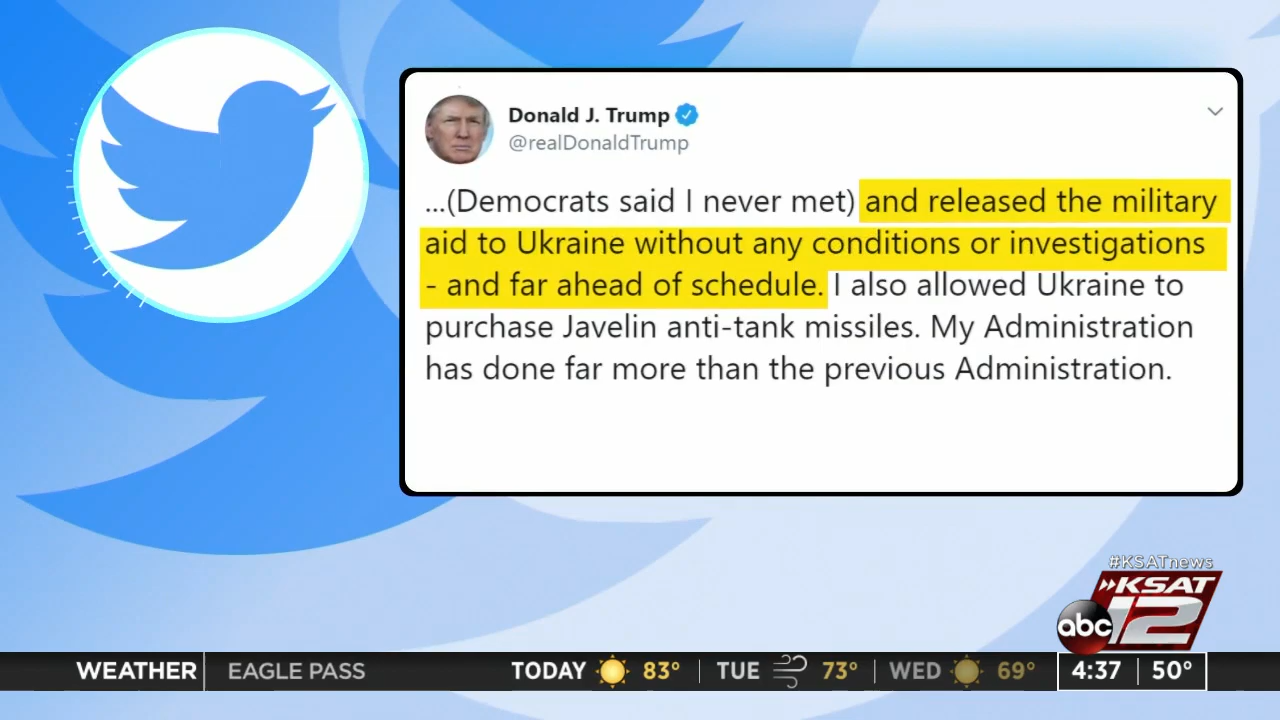 Donald J. Trump
@realDonaldTrump
...(Democrats said I never met) and released the military
aid to Ukraine without any conditions or investigations
- and far ahead of schedule. I also allowed Ukraine to
purchase Javelin anti-tank missiles. My Administration
has done far more than the previous Administration.
#KSATnews
KSAT
abc 12
WEATHER EAGLE PASS TODAY 83° TUE 73° WED 69° 4:37 50°